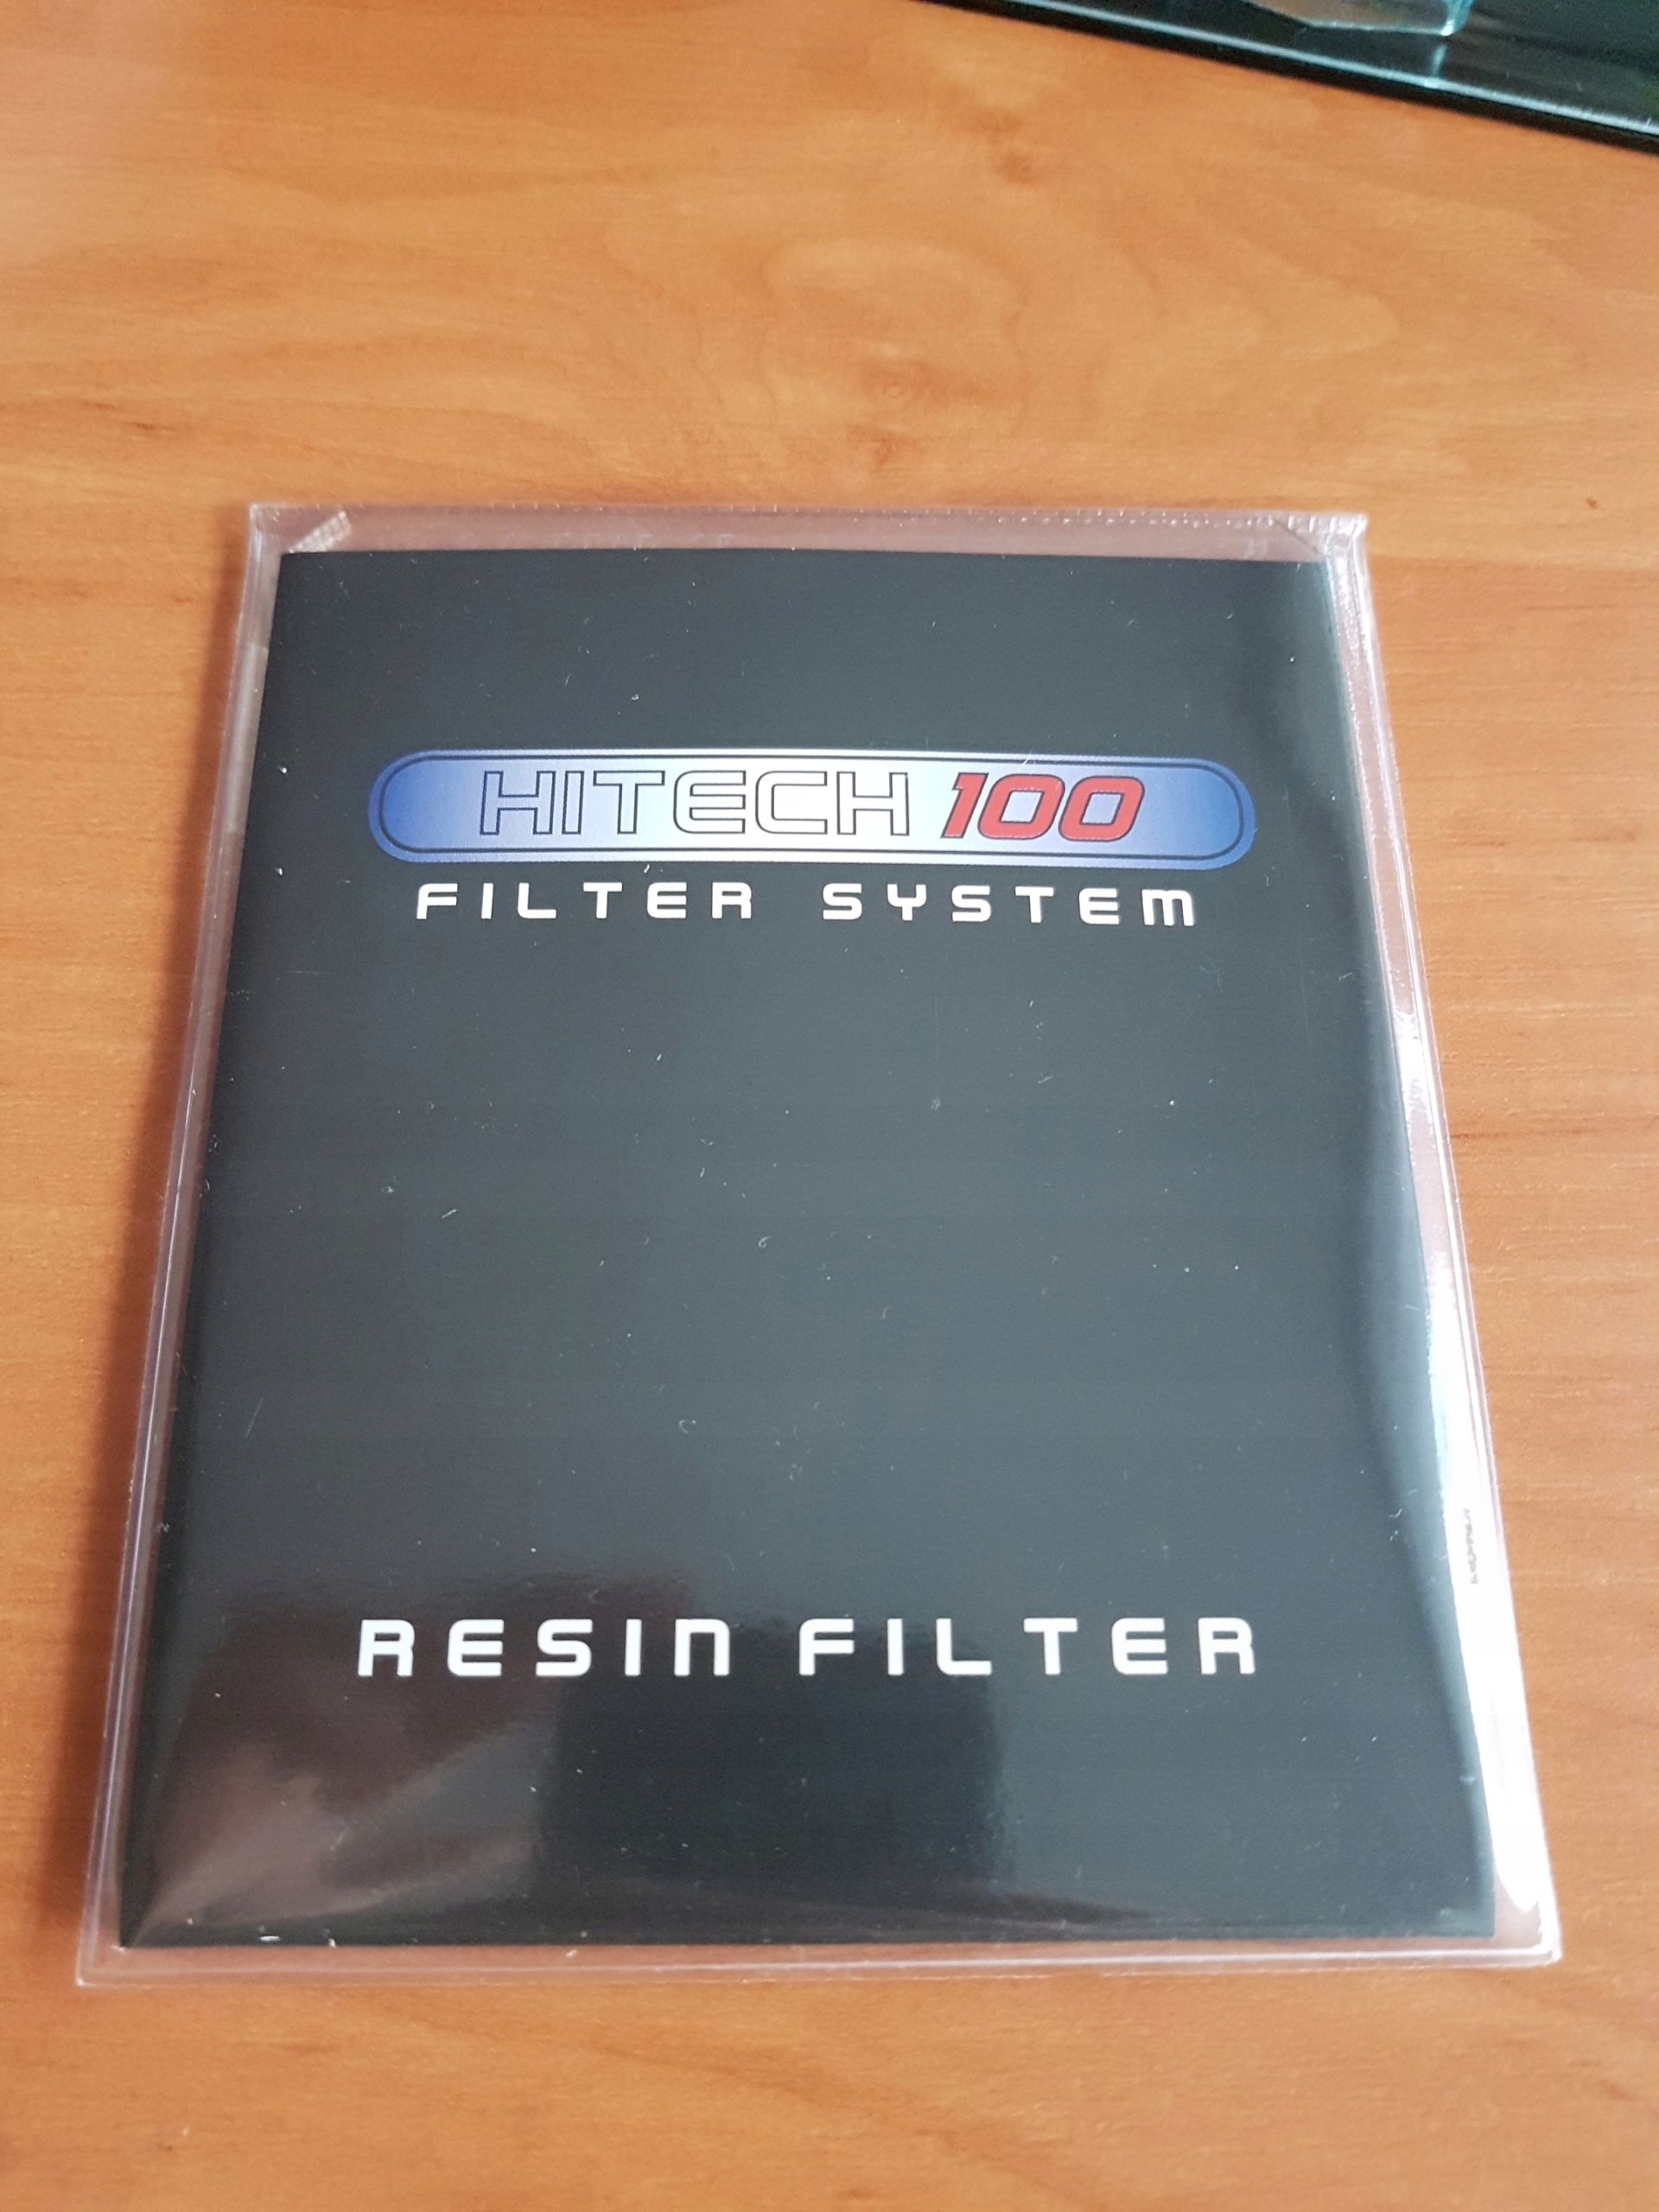 HITECH 100
FILTER SYSTEM
RESIN FILTER